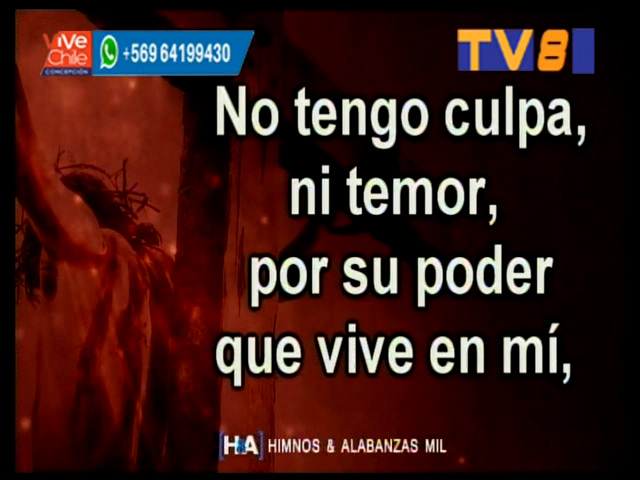 ViVe
Chile
CONCEPCIÓN
+569 64199430
TV8
No tengo culpa,
ni temor,
por su poder
que vive en mí,
[H&A] HIMNOS & ALABANZAS MIL